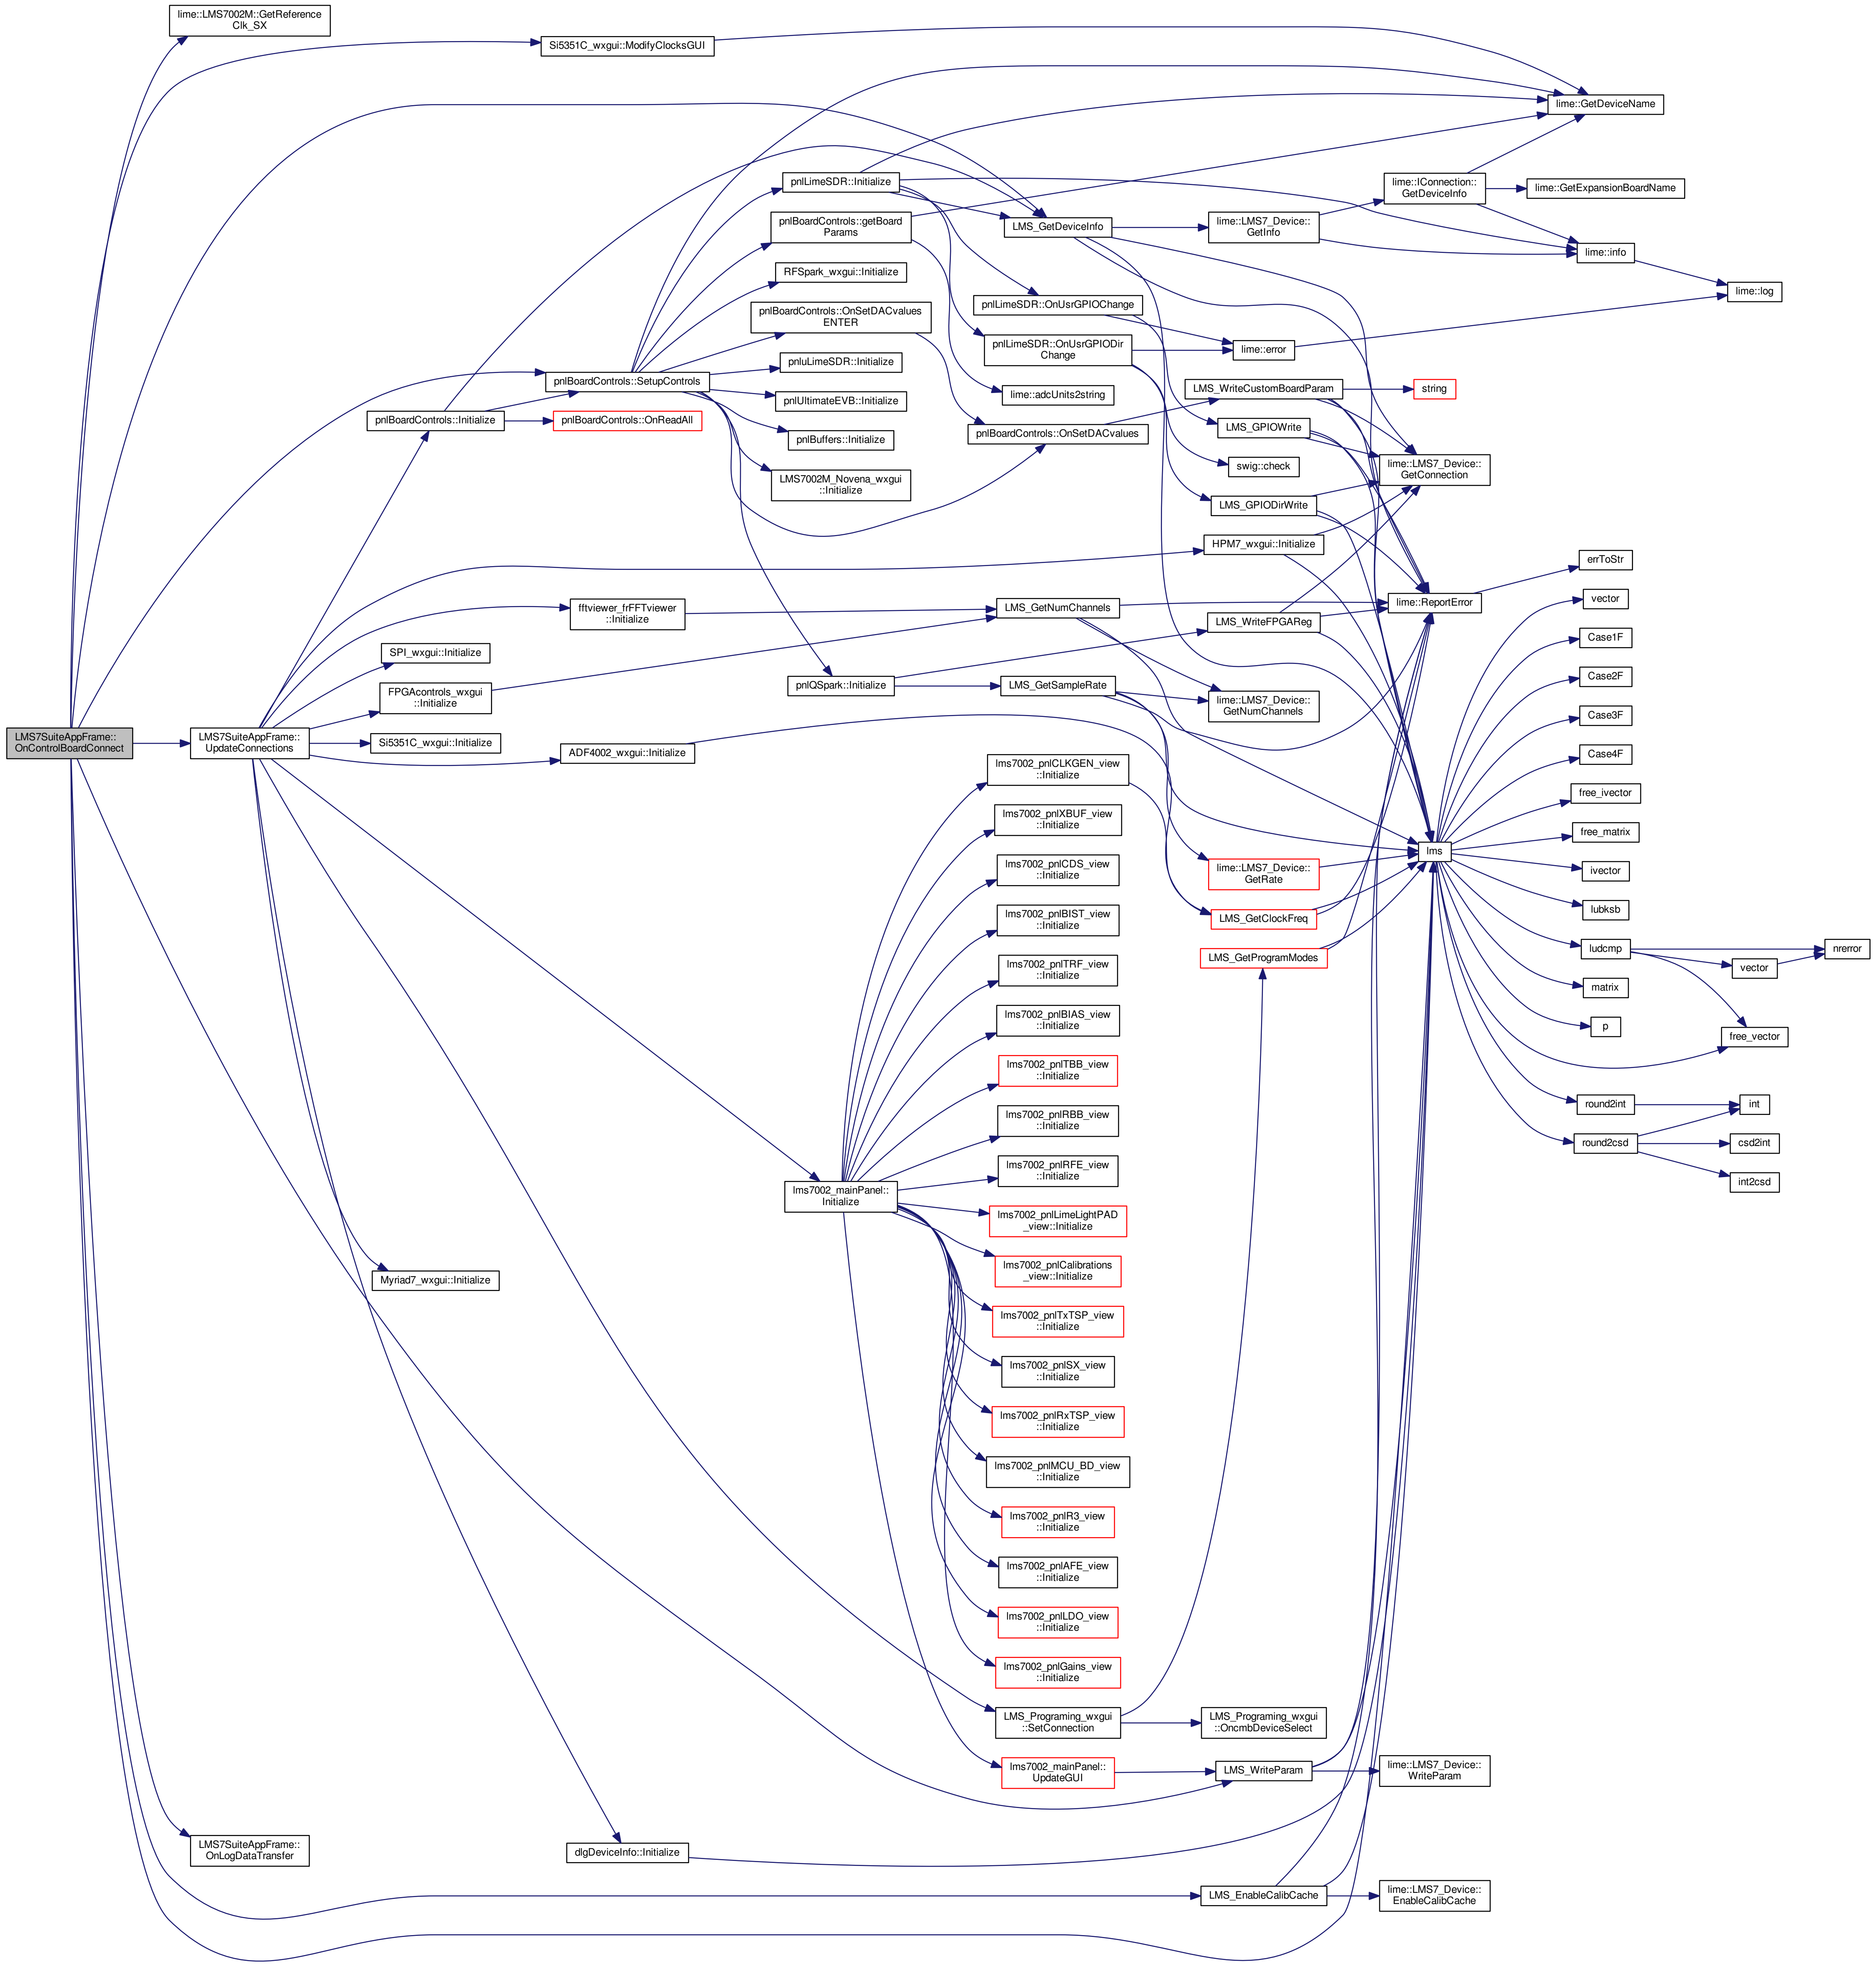 lime::LMS7002M::GetReference
Clk_SX
Si5351C_wxgui::ModifyClocksGUI
lime::GetDeviceName
pnlLimeSDR::Initialize
lime::IConnection::
GetDeviceInfo
lime::GetExpansionBoardName
pnlBoardControls::getBoard
Params
LMS_GetDeviceInfo
lime::LMS7_Device::
GetInfo
lime::info
RFSpark_wxgui::Initialize
lime::log
pnlBoardControls::OnSetDACvalues
ENTER
pnlLimeSDR::OnUsrGPIOChange
pnlLimeSDR::OnUsrGPIODir
Change
lime::error
pnluLimeSDR::Initialize
pnlBoardControls::SetupControls
lime::adcUnits2string
LMS_WriteCustomBoardParam
string
pnlUltimateEVB::Initialize
pnlBoardControls::Initialize
pnlBoardControls::OnReadAll
pnlBuffers::Initialize
pnlBoardControls::OnSetDACvalues
LMS_GPIOWrite
swig::check
lime::LMS7_Device::
GetConnection
LMS7002M_Novena_wxgui
::Initialize
LMS_GPIODirWrite
HPM7_wxgui::Initialize
errToStr
fftviewer_frFFTviewer
::Initialize
LMS_GetNumChannels
lime::ReportError
vector
LMS_WriteFPGAReg
Case1F
SPI_wxgui::Initialize
pnlQSpark::Initialize
LMS_GetSampleRate
Case2F
FPGAcontrols_wxgui
::Initialize
lime::LMS7_Device::
GetNumChannels
Case3F
LMS7SuiteAppFrame::
OnControlBoardConnect
LMS7SuiteAppFrame::
UpdateConnections
Si5351C_wxgui::Initialize
ADF4002_wxgui::Initialize
Case4F
lms7002_pnlCLKGEN_view
::Initialize
free_ivector
lms7002_pnlXBUF_view
::Initialize
free_matrix
lms
lms7002_pnlCDS_view
::Initialize
lime::LMS7_Device::
GetRate
ivector
lms7002_pnlBIST_view
::Initialize
LMS_GetClockFreq
lubksb
LMS_GetProgramModes
ludcmp
nrerror
lms7002_pnlTRF_view
::Initialize
vector
matrix
lms7002_pnlBIAS_view
::Initialize
p
free_vector
lms7002_pnlTBB_view
::Initialize
round2int
int
lms7002_pnlRBB_view
::Initialize
round2csd
csd2int
lms7002_pnlRFE_view
::Initialize
int2csd
lms7002_mainPanel::
Initialize
lms7002_pnlLimeLightPAD
_view::Initialize
Myriad7_wxgui::Initialize
lms7002_pnlCalibrations
_view::Initialize
lms7002_pnlTxTSP_view
::Initialize
lms7002_pnlSX_view
::Initialize
lms7002_pnlRxTSP_view
::Initialize
lms7002_pnlMCU_BD_view
::Initialize
lms7002_pnlR3_view
::Initialize
lms7002_pnlAFE_view
::Initialize
lms7002_pnlLDO_view
::Initialize
lms7002_pnlGains_view
::Initialize
LMS_Programing_wxgui
::SetConnection
LMS_Programing_wxgui
::OncmbDeviceSelect
lms7002_mainPanel::
UpdateGUI
LMS_WriteParam
lime::LMS7_Device::
WriteParam
LMS7SuiteAppFrame::
OnLogDataTransfer
dlgDeviceInfo::Initialize
LMS_EnableCalibCache
lime::LMS7_Device::
EnableCalibCache